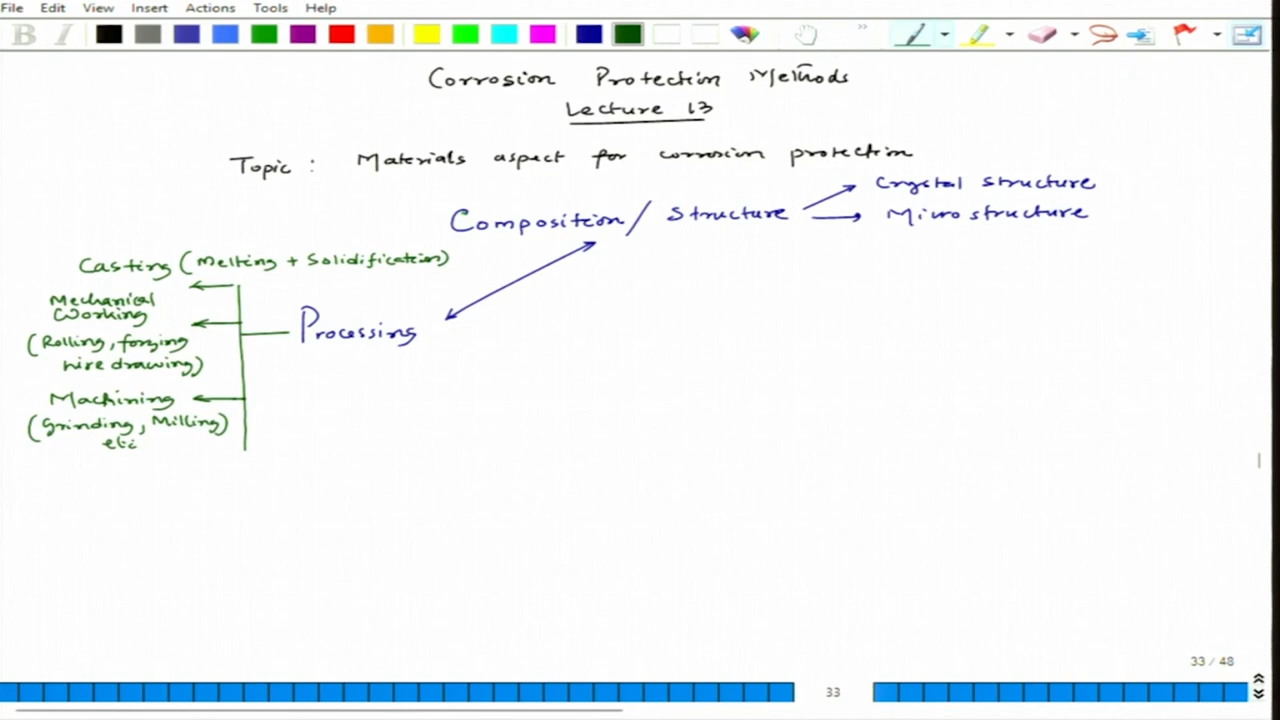 File Edit View Insert Actions Tools Help
B I
Corrosion Protection Methods
Lecture 13
Topic : Materials aspect for corrosion protection
Composition / Structure
Crystal structure
Microstructure
Casting (Melting + Solidification)
Mechanical
Working
(Rolling, forging
wire drawing)
Machining
(Grinding, Milling)
etc
Processing
33 / 48
33